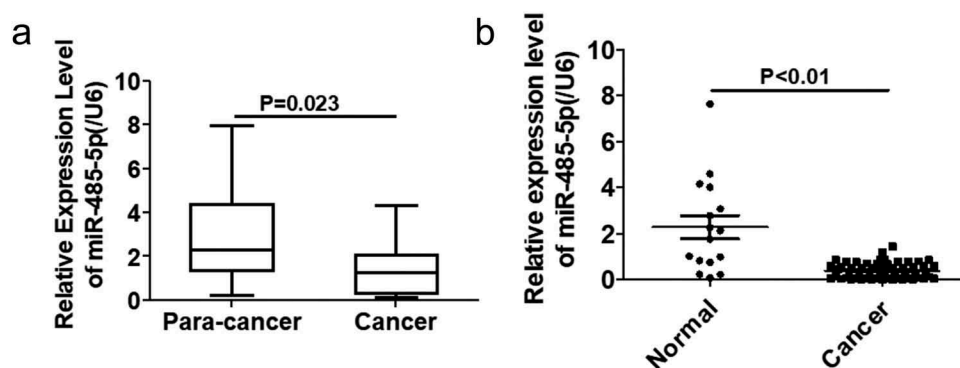 a
Relative Expression Level
of miR-485-5p(/U6)
10
8
6
4
2
0
P=0.023
Para-cancer
Cancer
b
Relative expression level
of miR-485-5p(/U6)
10
8
6
4
2
0
P<0.01
Normal
Cancer